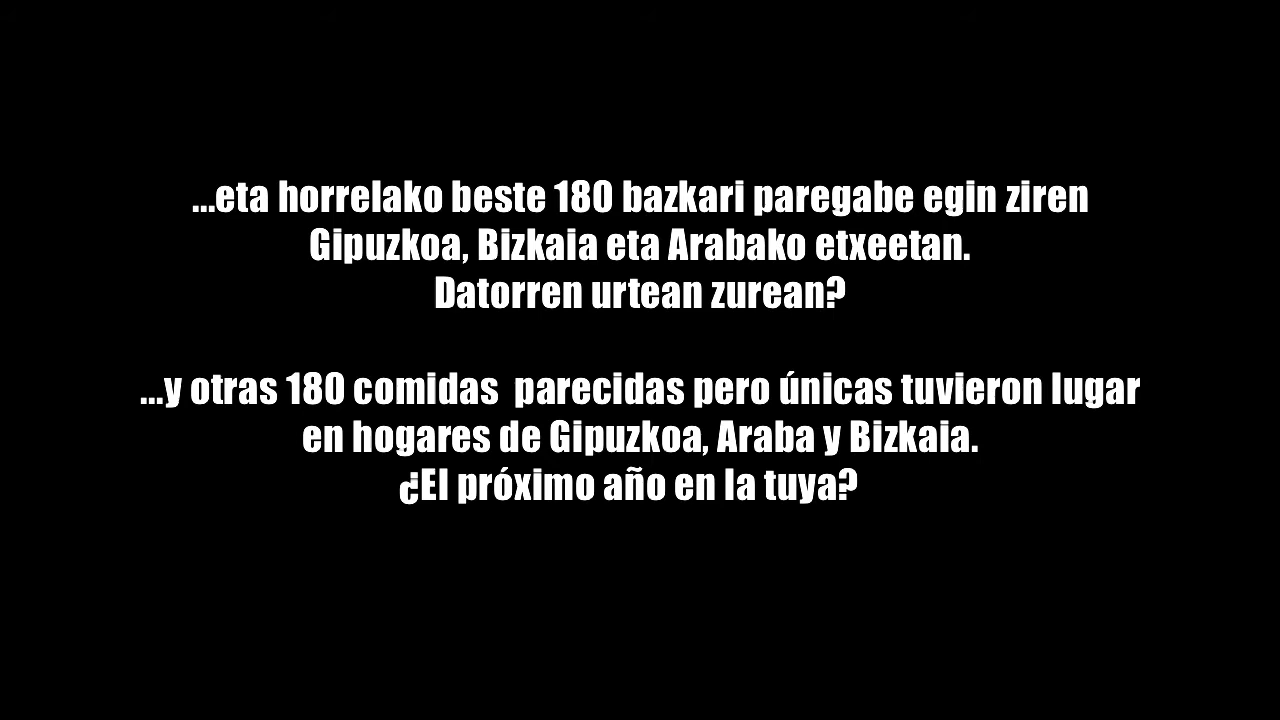 ...eta horrelako beste 180 bazkari paregabe egin ziren
Gipuzkoa, Bizkaia eta Arabako etxeetan.
Datorren urtean zurean?
...y otras 180 comidas  parecidas pero únicas tuvieron lugar
en hogares de Gipuzkoa, Araba y Bizkaia.
¿El próximo año en la tuya?